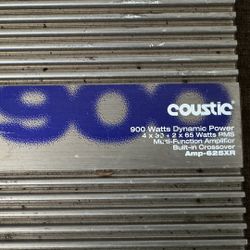 900
coustic
900 Watts Dynamic Power
4 x 30 + 2 x 65 Watts RMS
Multi-Function Amplifier
Built-in Crossover
Amp-625XR